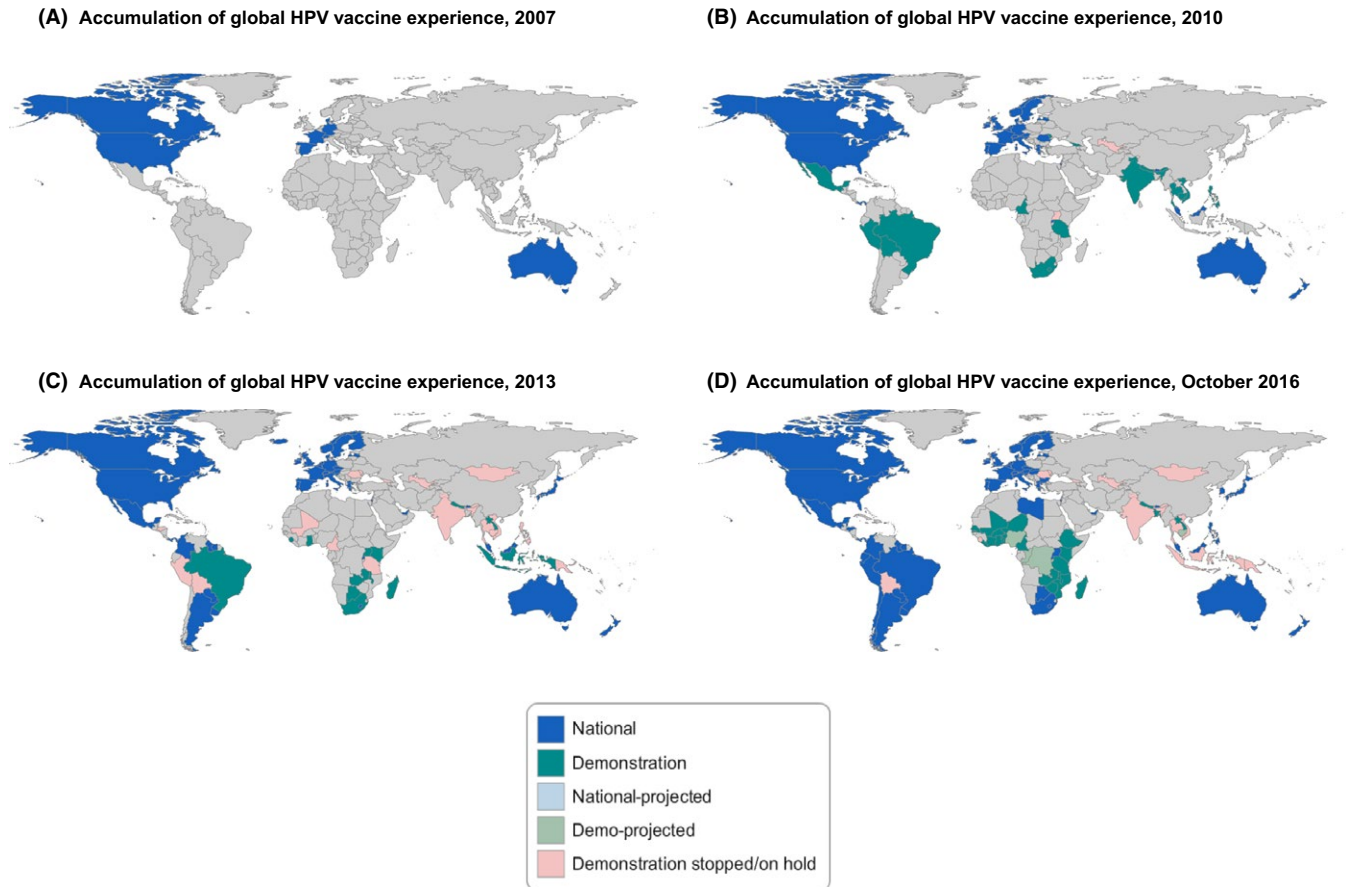 (A) Accumulation of global HPV vaccine experience, 2007
(B) Accumulation of global HPV vaccine experience, 2010
(C) Accumulation of global HPV vaccine experience, 2013
(D) Accumulation of global HPV vaccine experience, October 2016
National
Demonstration
National-projected
Demo-projected
Demonstration stopped/on hold